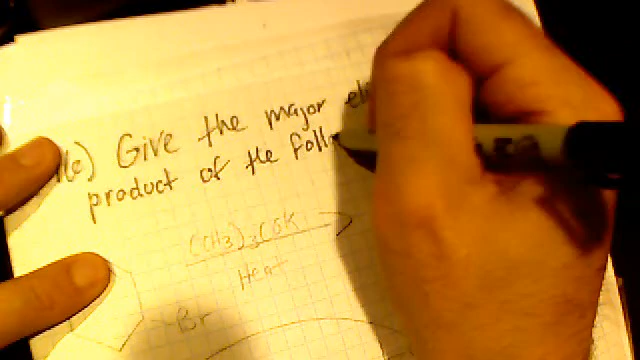 Give the major
product of the foll
(CH3)3COK
Heat
Br